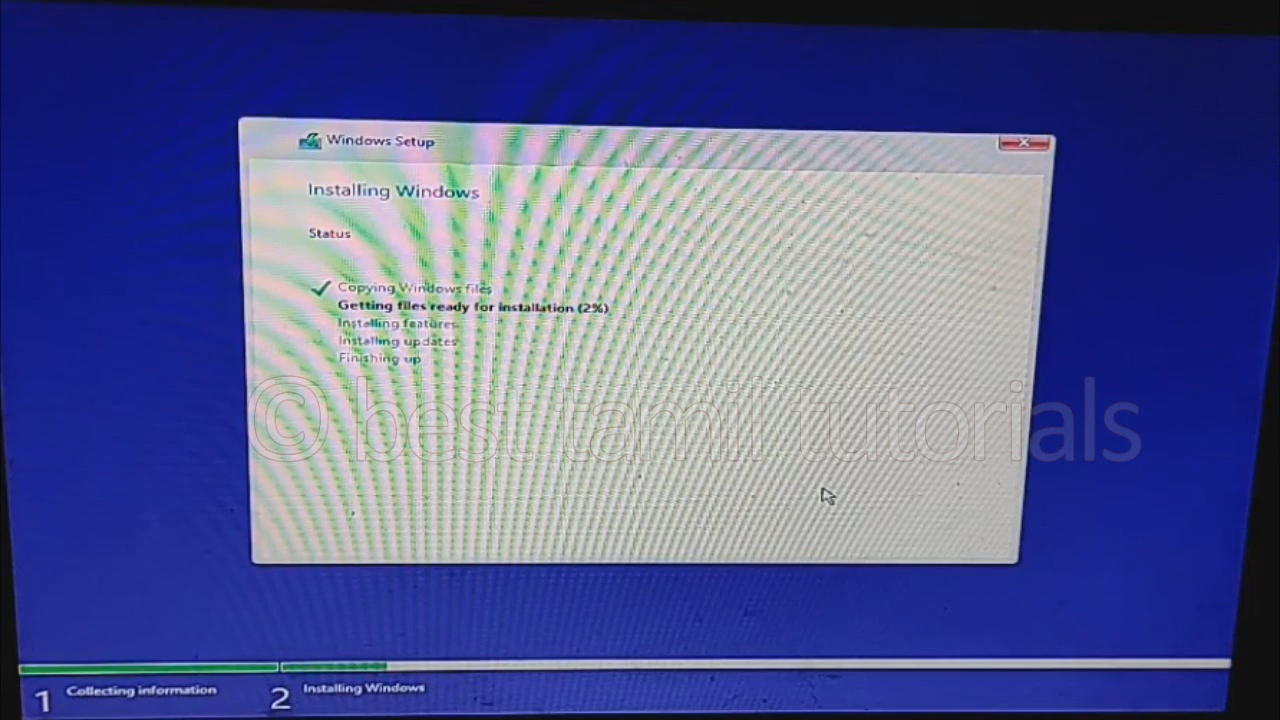 Windows Setup
Installing Windows
Status
Copying Windows files
Getting files ready for installation (2%)
Installing features
Installing updates
Finishing up
© best tamil tutorials
1 Collecting information
2 Installing Windows